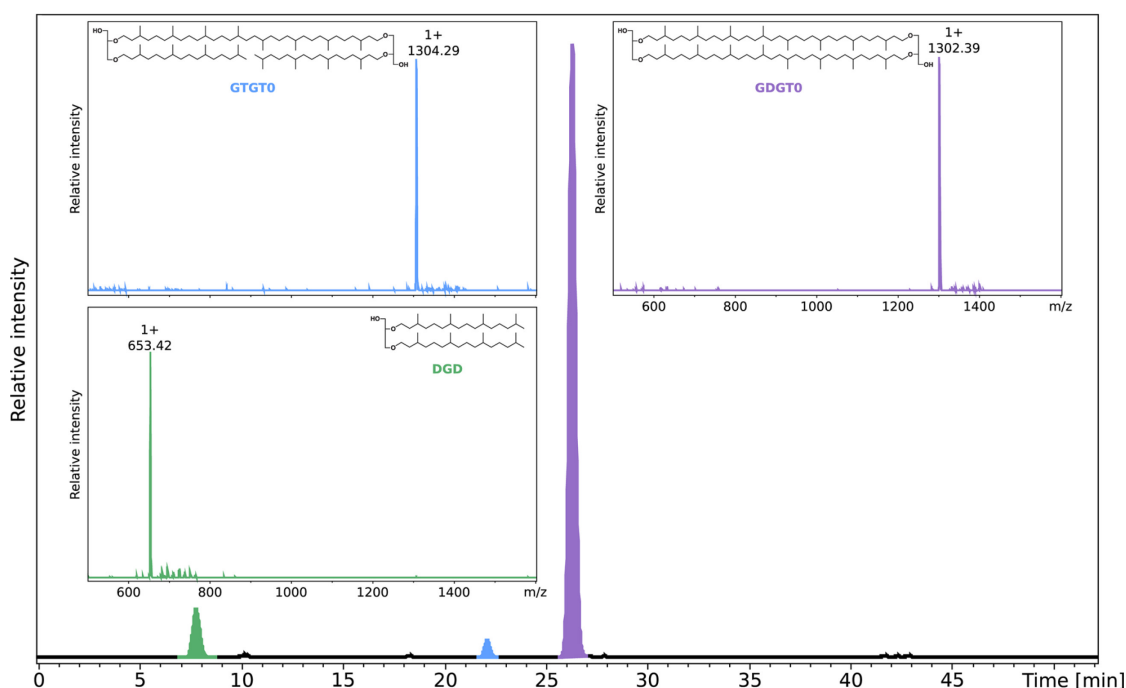 HO
O
O
O
O
OH
1+
1304.29
GTGT0
Relative intensity
HO
O
O
O
O
OH
1+
1302.39
GDGT0
Relative intensity
600 800 1000 1200 1400 m/z
1+
653.42
HO
O
O
DGD
Relative intensity
600 800 1000 1200 1400 m/z
Relative intensity
0 5 10 15 20 25 30 35 40 45 Time [min]